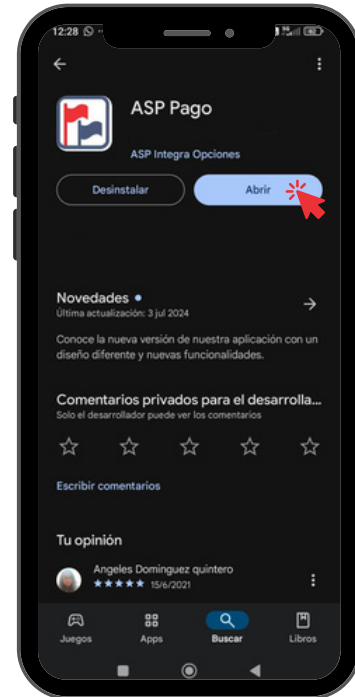 12:28
ASP Pago
ASP Integra Opciones
Desinstalar
Abrir
Novedades •
Última actualización: 3 jul 2024
Conoce la nueva versión de nuestra aplicación con un
diseño diferente y nuevas funcionalidades.
Comentarios privados para el desarrolla...
Solo el desarrollador puede ver los comentarios
Escribir comentarios
Tu opinión
Angeles Dominguez quintero
15/6/2021
Juegos
Apps
Buscar
Libros